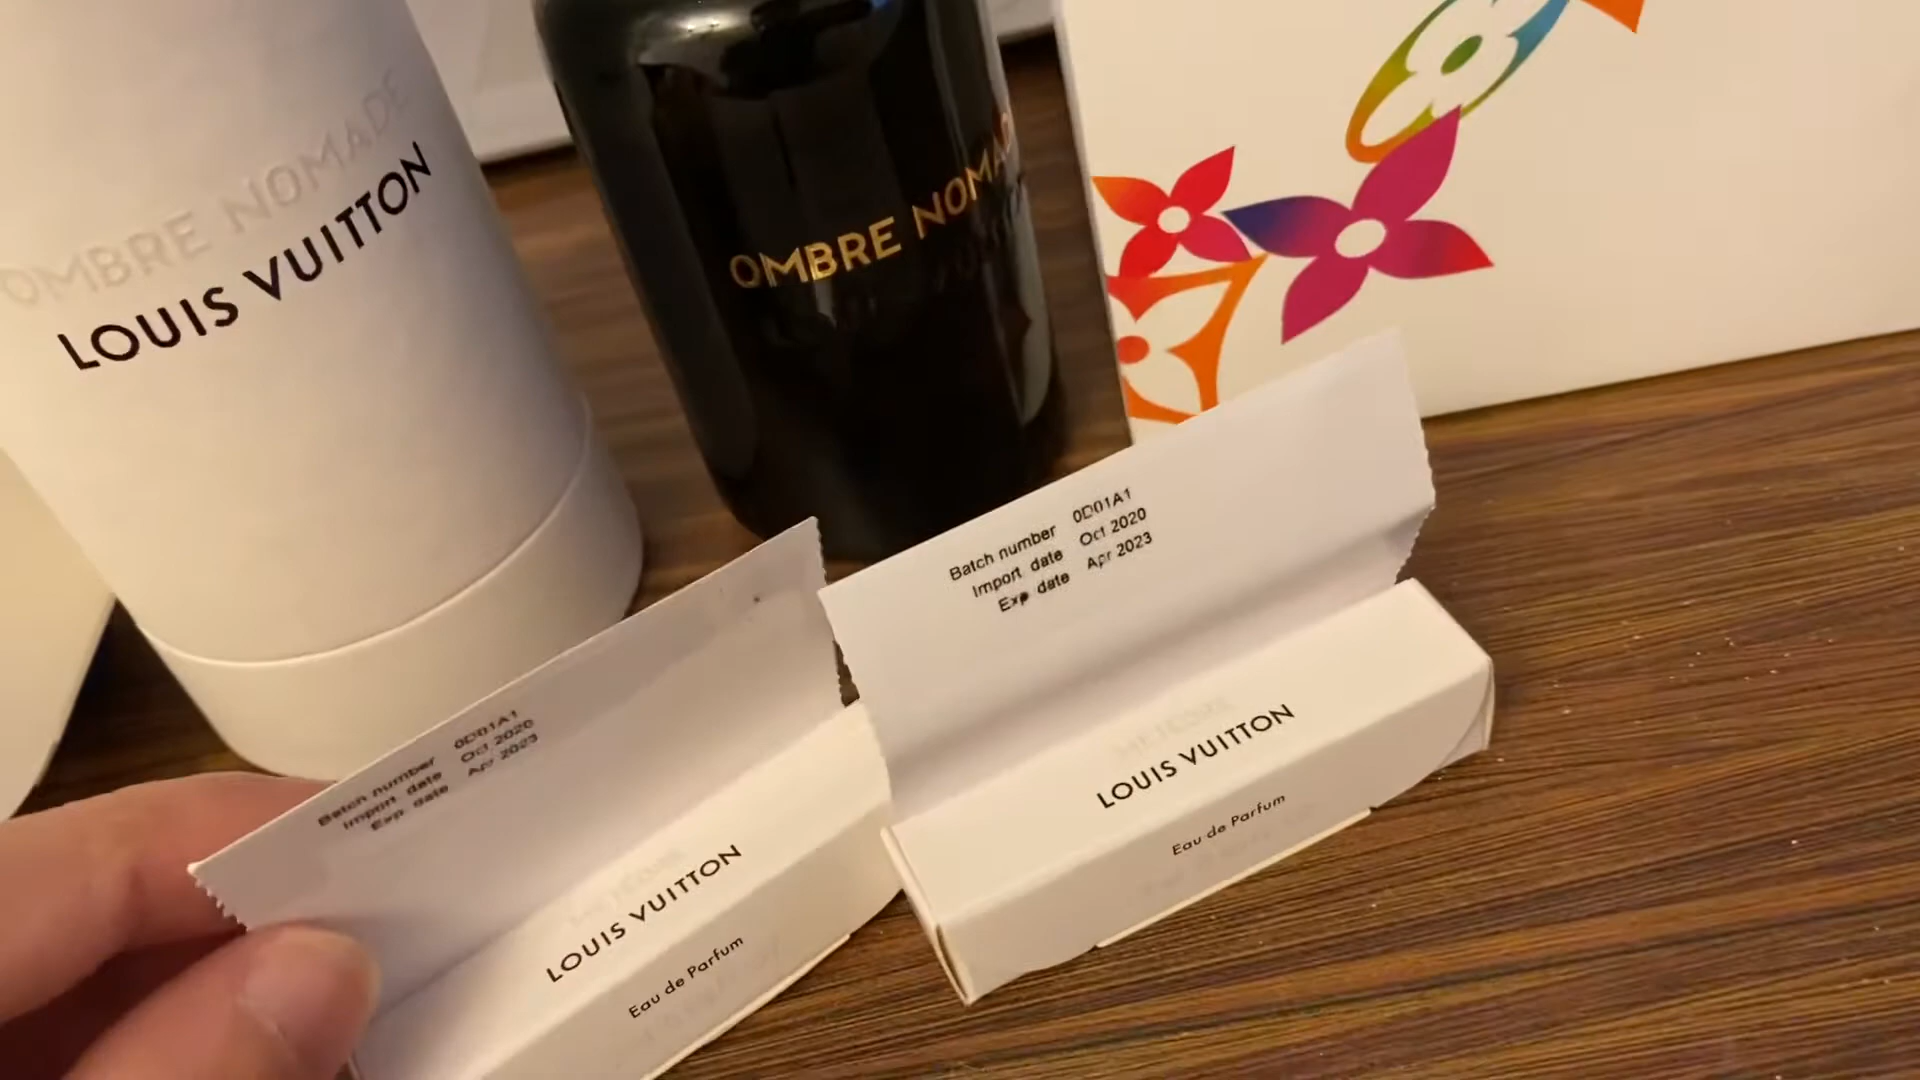 OMBRE NOMADE
LOUIS VUITTON
OMBRE NOMAD
Batch number 0D01A1
Import date Oct 2020
Exp date Apr 2023
LOUIS VUITTON
Eau de Parfum
Batch number 0D01A1
Import date Oct 2020
Exp date Apr 2023
LOUIS VUITTON
Eau de Parfum